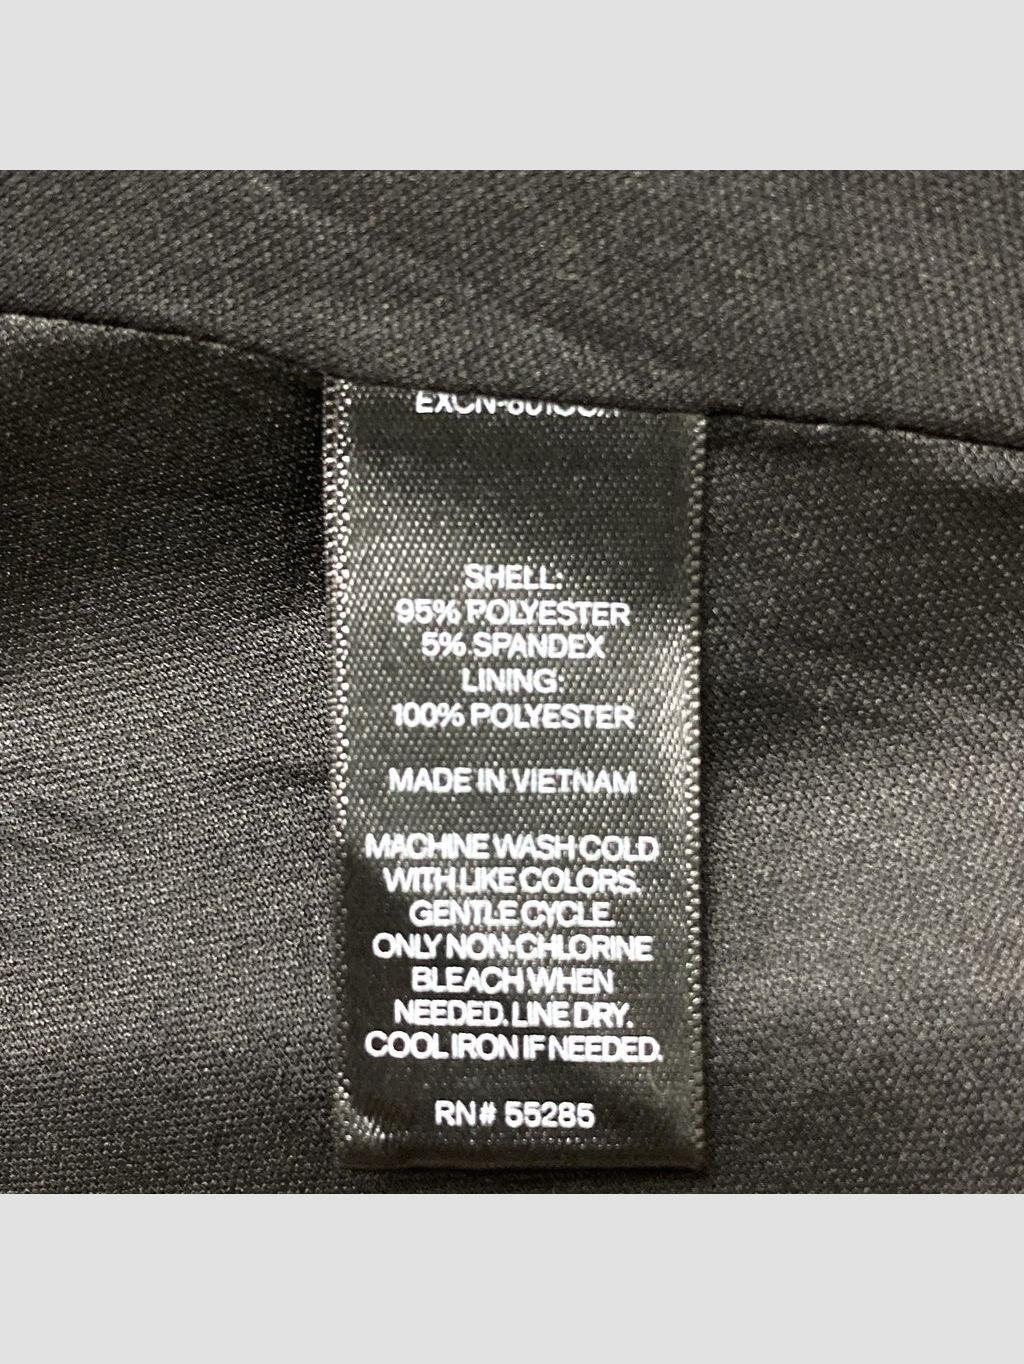 SHELL:
95% POLYESTER
5% SPANDEX
LINING:
100% POLYESTER
MADE IN VIETNAM
MACHINE WASH COLD
WITH LIKE COLORS.
GENTLE CYCLE.
ONLY NON-CHLORINE
BLEACH WHEN
NEEDED. LINE DRY.
COOL IRON IF NEEDED.
RN# 55285